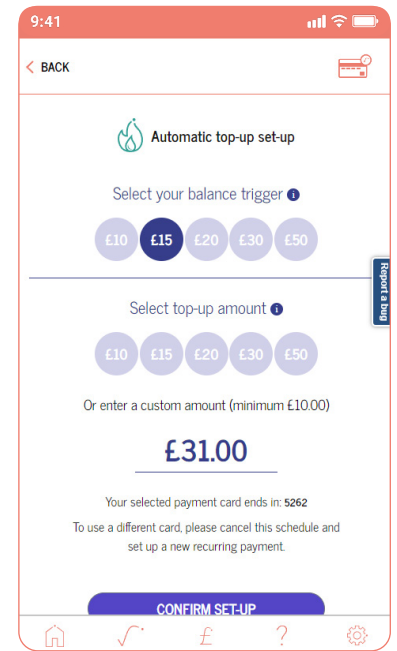 9:41
BACK
Automatic top-up set-up
Select your balance trigger i
£10 £15 £20 £30 £50
Report a bug
Select top-up amount i
£10 £15 £20 £30 £50
Or enter a custom amount (minimum £10.00)
£31.00
Your selected payment card ends in: 5262
To use a different card, please cancel this schedule and
set up a new recurring payment.
CONFIRM SET-UP
£ ?